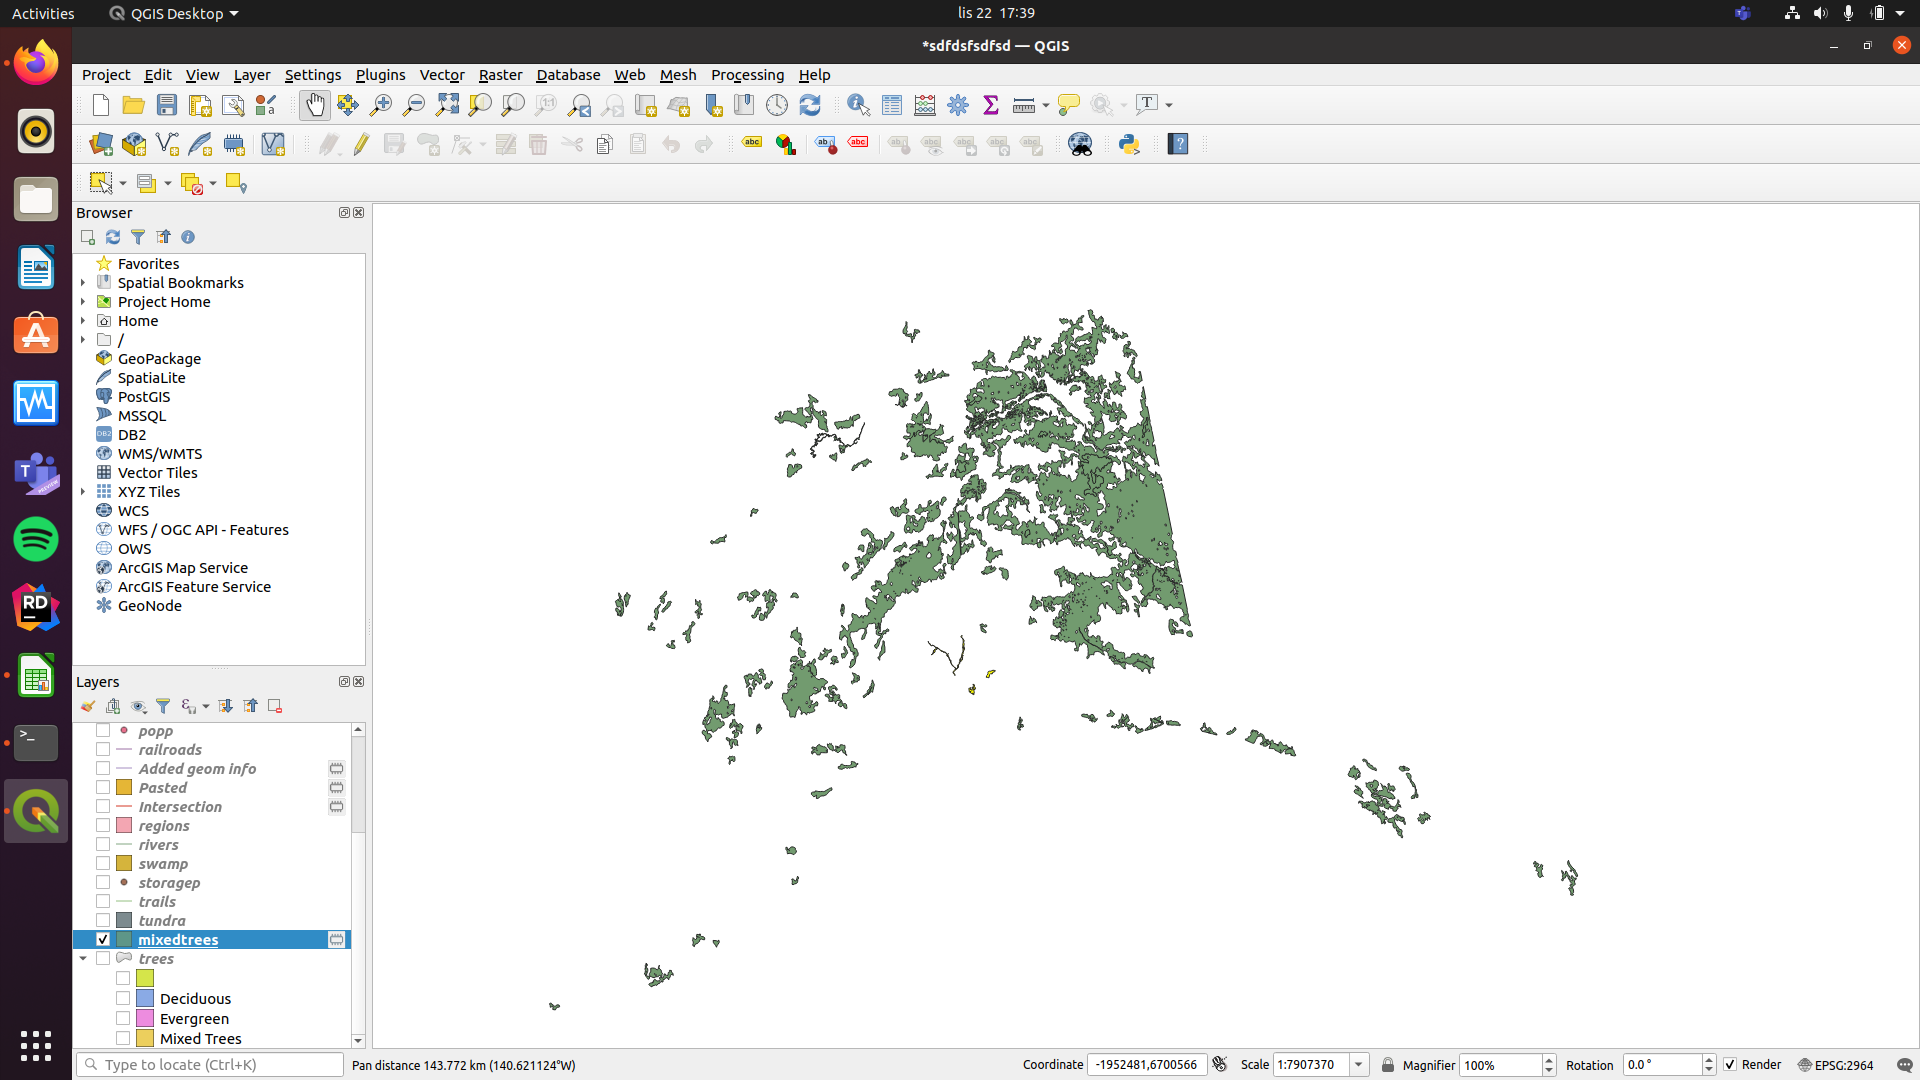 Activities
QGIS Desktop
lis 22 17:39
*sdfdsfsdfsd — QGIS
Project Edit View Layer Settings Plugins Vector Raster Database Web Mesh Processing Help
Browser
Favorites
Spatial Bookmarks
Project Home
Home
/
GeoPackage
SpatiaLite
PostGIS
MSSQL
DB2
WMS/WMTS
Vector Tiles
XYZ Tiles
WCS
WFS / OGC API - Features
OWS
ArcGIS Map Service
ArcGIS Feature Service
GeoNode
Layers
popp
railroads
Added geom info
Pasted
Intersection
regions
rivers
swamp
storagep
trails
tundra
mixedtrees
trees
Deciduous
Evergreen
Mixed Trees
Type to locate (Ctrl+K)
Pan distance 143.772 km (140.621124°W)
Coordinate -1952481,6700566
Scale 1:7907370
Magnifier 100%
Rotation 0.0 °
Render
EPSG:2964